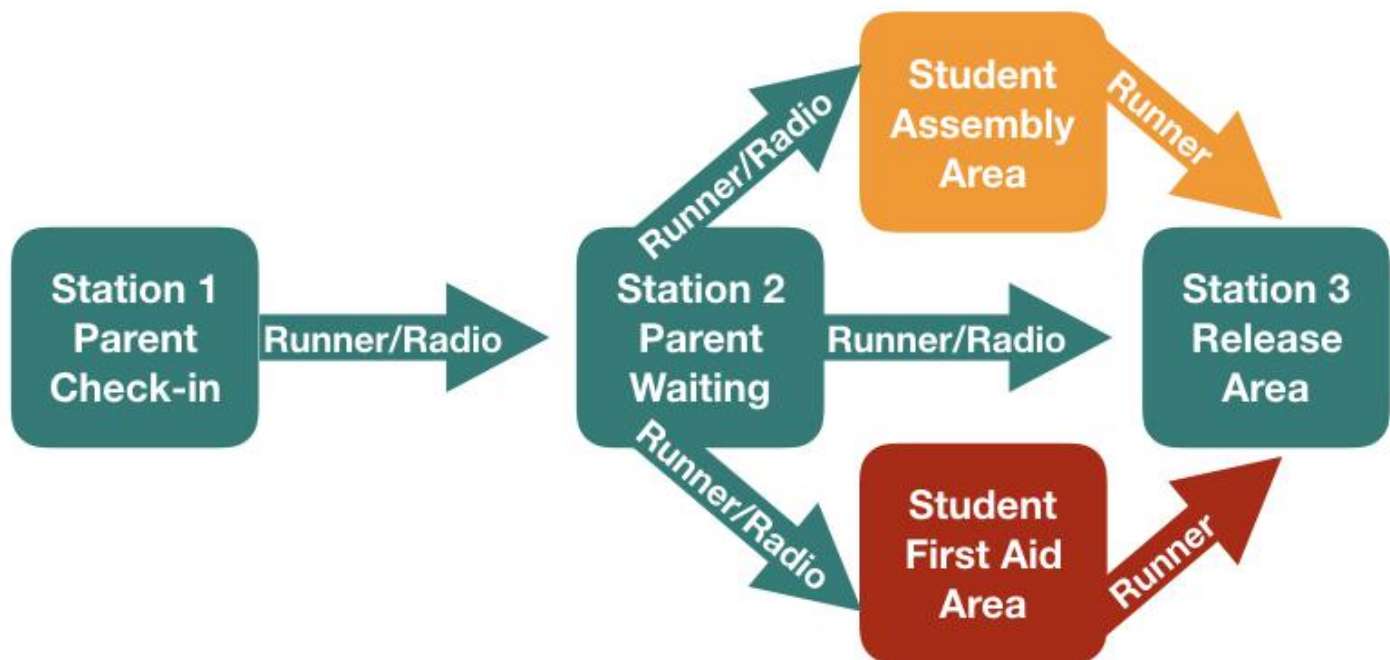 Station 1
Parent
Check-in
Runner/Radio
Station 2
Parent
Waiting
Runner/Radio
Student
Assembly
Area
Runner
Runner/Radio
Station 3
Release
Area
Runner/Radio
Student
First Aid
Area
Runner